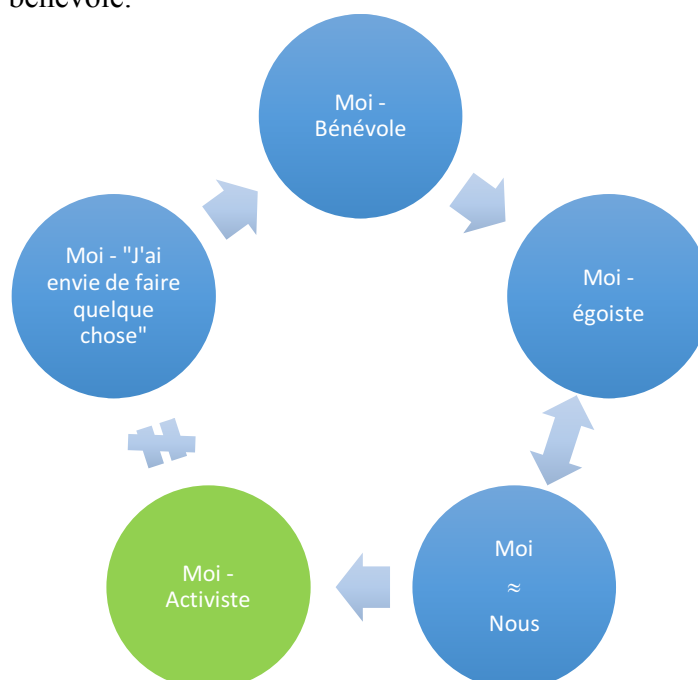 bénévole.
Moi -
Bénévole
Moi - "J'ai
envie de faire
quelque
chose"
Moi -
égoiste
Moi -
Activiste
Moi
≈
Nous